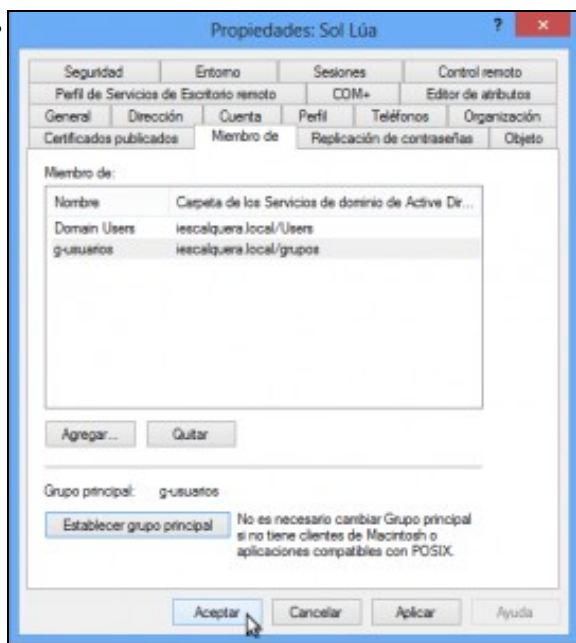 Propiedades: Sol Lúa
Seguridad Entorno Sesiones Control remoto
Perfil de Servicios de Escritorio remoto COM+ Editor de atributos
General Dirección Cuenta Perfil Teléfonos Organización
Certificados publicados Miembro de Replicación de contraseñas Objeto
Miembro de:
Nombre Carpeta de los Servicios de dominio de Active Dir...
Domain Users iescalquera.local/Users
g-usuarios iescalquera.local/grupos
Agregar... Quitar
Grupo principal: g-usuarios
Establecer grupo principal
No es necesario cambiar Grupo principal
si no tiene clientes de Macintosh o
aplicaciones compatibles con POSIX.
Aceptar Cancelar Aplicar Ayuda